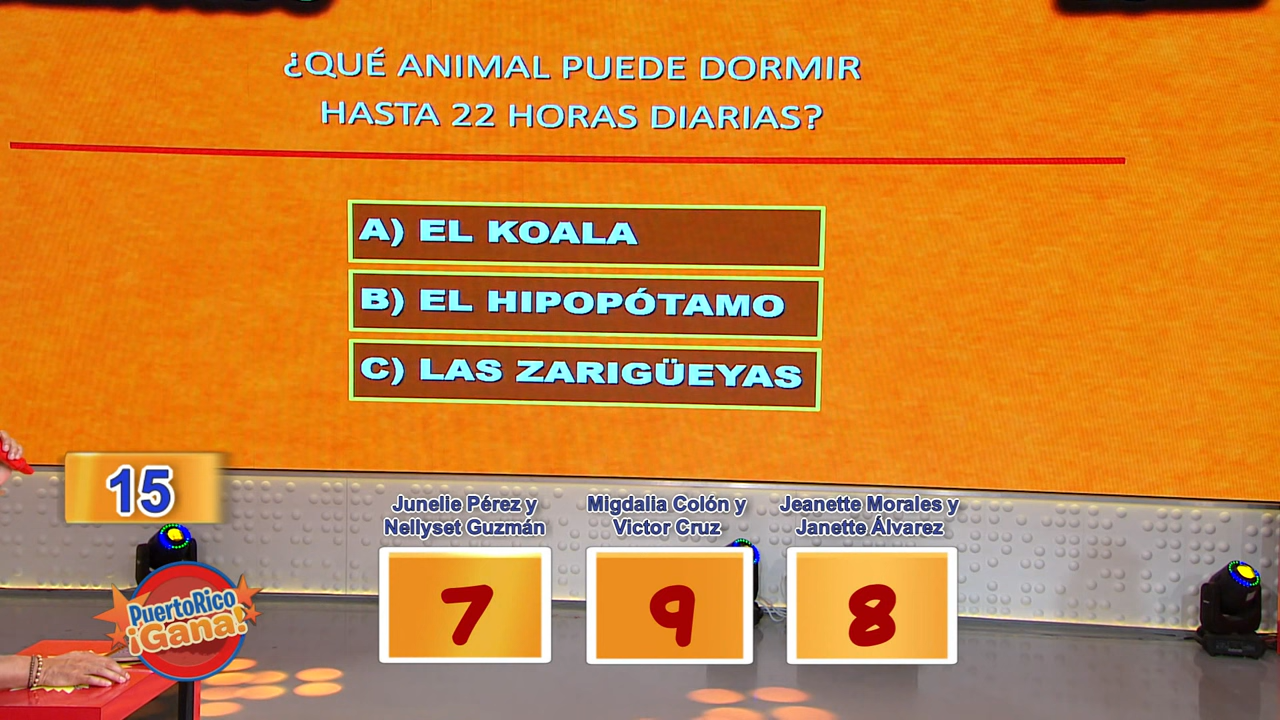 ¿QUÉ ANIMAL PUEDE DORMIR
HASTA 22 HORAS DIARIAS?
A) EL KOALA
B) EL HIPOPÓTAMO
C) LAS ZARIGÜEYAS
15
Junelie Pérez y
Nellyset Guzmán
Migdalia Colón y
Victor Cruz
Jeanette Morales y
Janette Álvarez
7
9
8
PuertoRico
¡Gana!